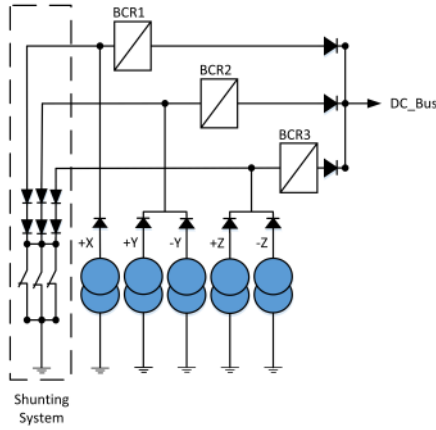 BCR1
BCR2
DC_Bus
BCR3
+X
+Y
-Y
+Z
-Z
Shunting
System